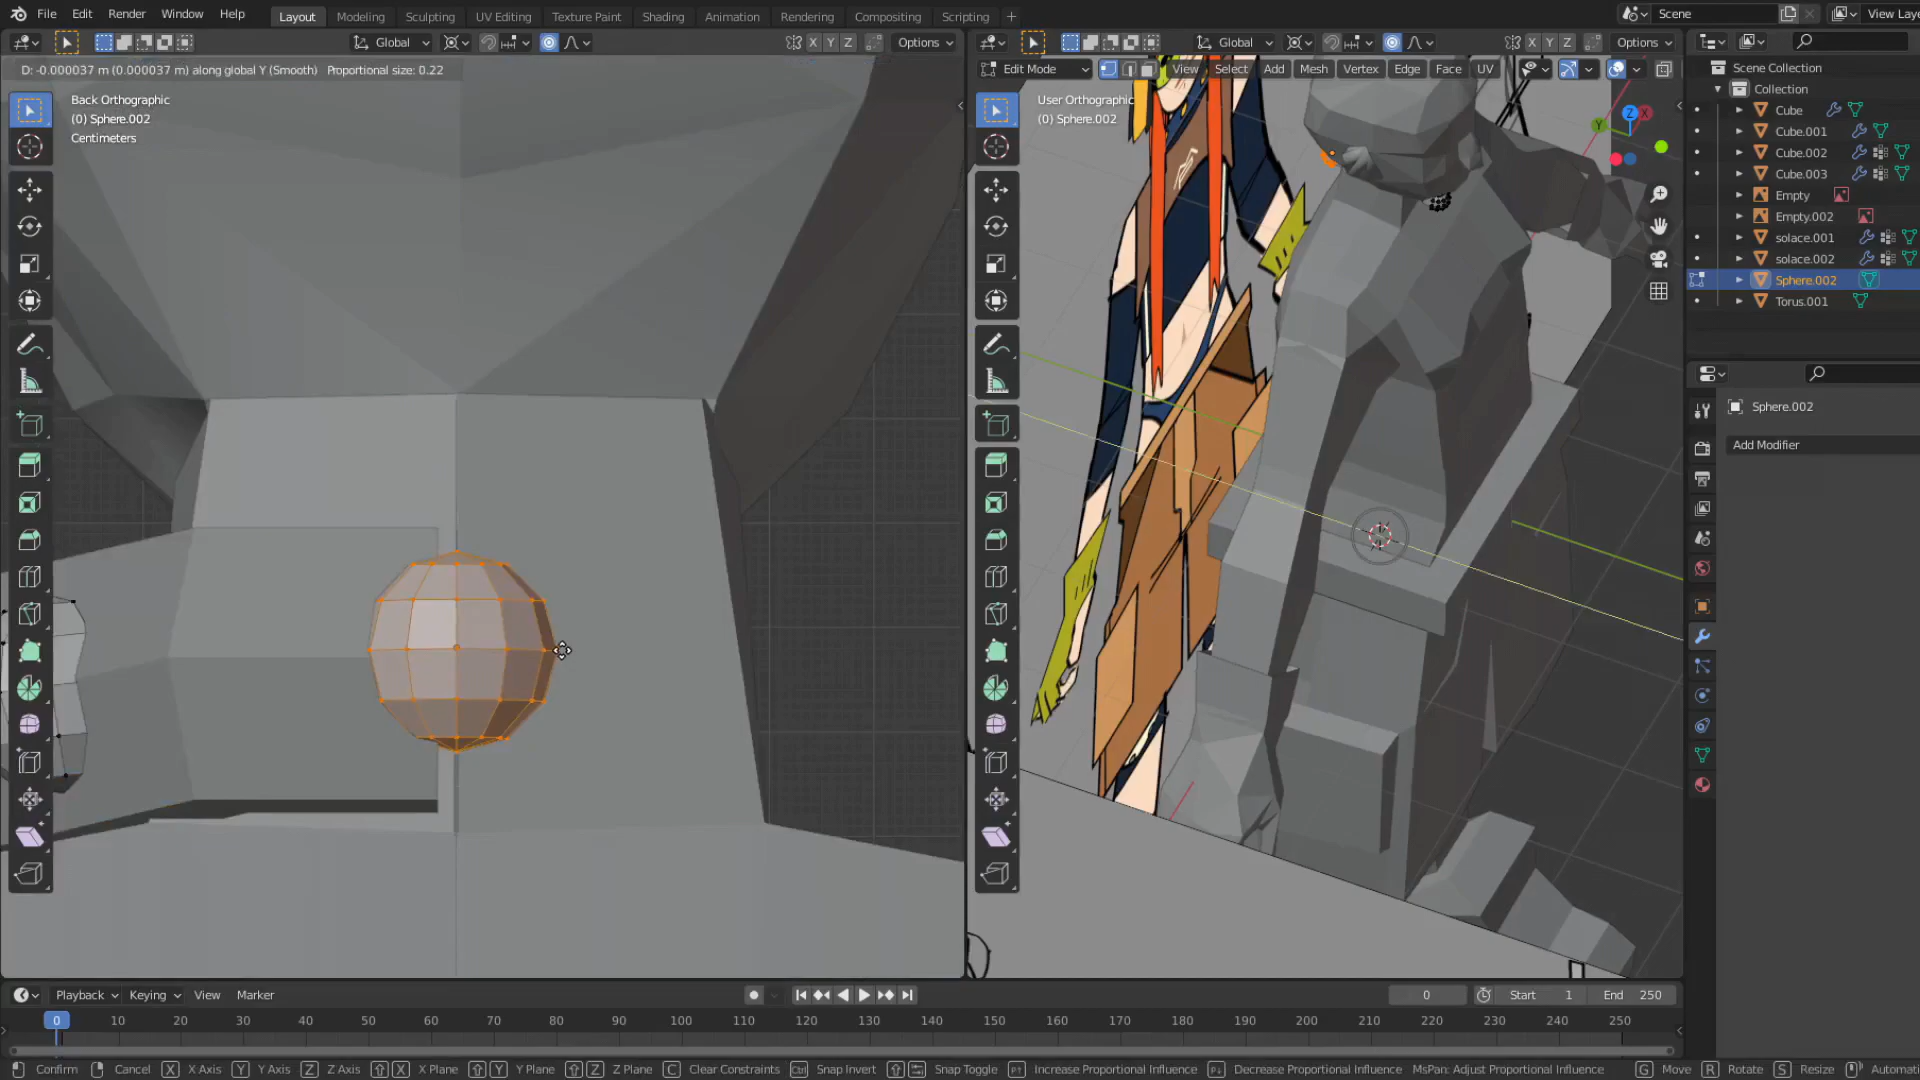 File Edit Render Window Help Layout Modeling Sculpting UV Editing Texture Paint Shading Animation Rendering Compositing Scripting + Scene View Laye
Global X Y Z Options Global X Y Z Options
D: -0.000037 m (0.000037 m) along global Y (Smooth) Proportional size: 0.22
Edit Mode View Select Add Mesh Vertex Edge Face UV
Back Orthographic
(0) Sphere.002
Centimeters
User Orthographic
(0) Sphere.002
Z X Y
Scene Collection
Collection
Cube
Cube.001
Cube.002
Cube.003
Empty
Empty.002
solace.001
solace.002
Sphere.002
Torus.001
Sphere.002
Add Modifier
Playback Keying View Marker 0 Start 1 End 250
0 10 20 30 40 50 60 70 80 90 100 110 120 130 140 150 160 170 180 190 200 210 220 230 240 250
Confirm Cancel X X Axis Y Y Axis Z Z Axis X X Plane Y Y Plane Z Z Plane C Clear Constraints Ctrl Snap Invert Snap Toggle Increase Proportional Influence Decrease Proportional Influence MsPan: Adjust Proportional Influence G Move R Rotate S Resize Automati